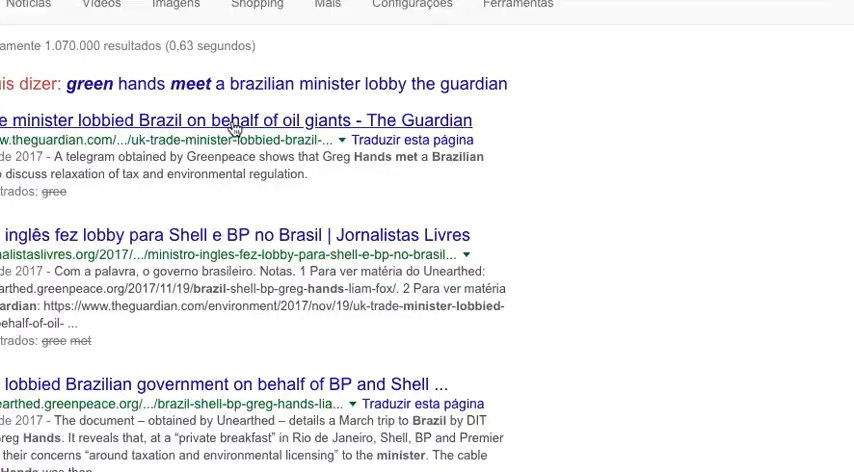 Notícias Vídeos Imagens Shopping Mais Configurações Ferramentas
amente 1.070.000 resultados (0,63 segundos)
is dizer: green hands meet a brazilian minister lobby the guardian
e minister lobbied Brazil on behalf of oil giants - The Guardian
w.theguardian.com/.../uk-trade-minister-lobbied-brazil-... Traduzir esta página
de 2017 - A telegram obtained by Greenpeace shows that Greg Hands met a Brazilian
o discuss relaxation of tax and environmental regulation.
trados: gree
inglês fez lobby para Shell e BP no Brasil | Jornalistas Livres
nalistaslivres.org/2017/.../ministro-ingles-fez-lobby-para-shell-e-bp-no-brasil...
de 2017 - Com a palavra, o governo brasileiro. Notas. 1 Para ver matéria do Unearthed:
arthed.greenpeace.org/2017/11/19/brazil-shell-bp-greg-hands-liam-fox/. 2 Para ver matéria
ardian: https://www.theguardian.com/environment/2017/nov/19/uk-trade-minister-lobbied-
ehalf-of-oil- ...
trados: gree met
lobbied Brazilian government on behalf of BP and Shell ...
earthed.greenpeace.org/.../brazil-shell-bp-greg-hands-lia... Traduzir esta página
de 2017 - The document – obtained by Unearthed – details a March trip to Brazil by DIT
reg Hands. It reveals that, at a “private breakfast” in Rio de Janeiro, Shell, BP and Premier
their concerns “around taxation and environmental licensing” to the minister. The cable
Hands was then